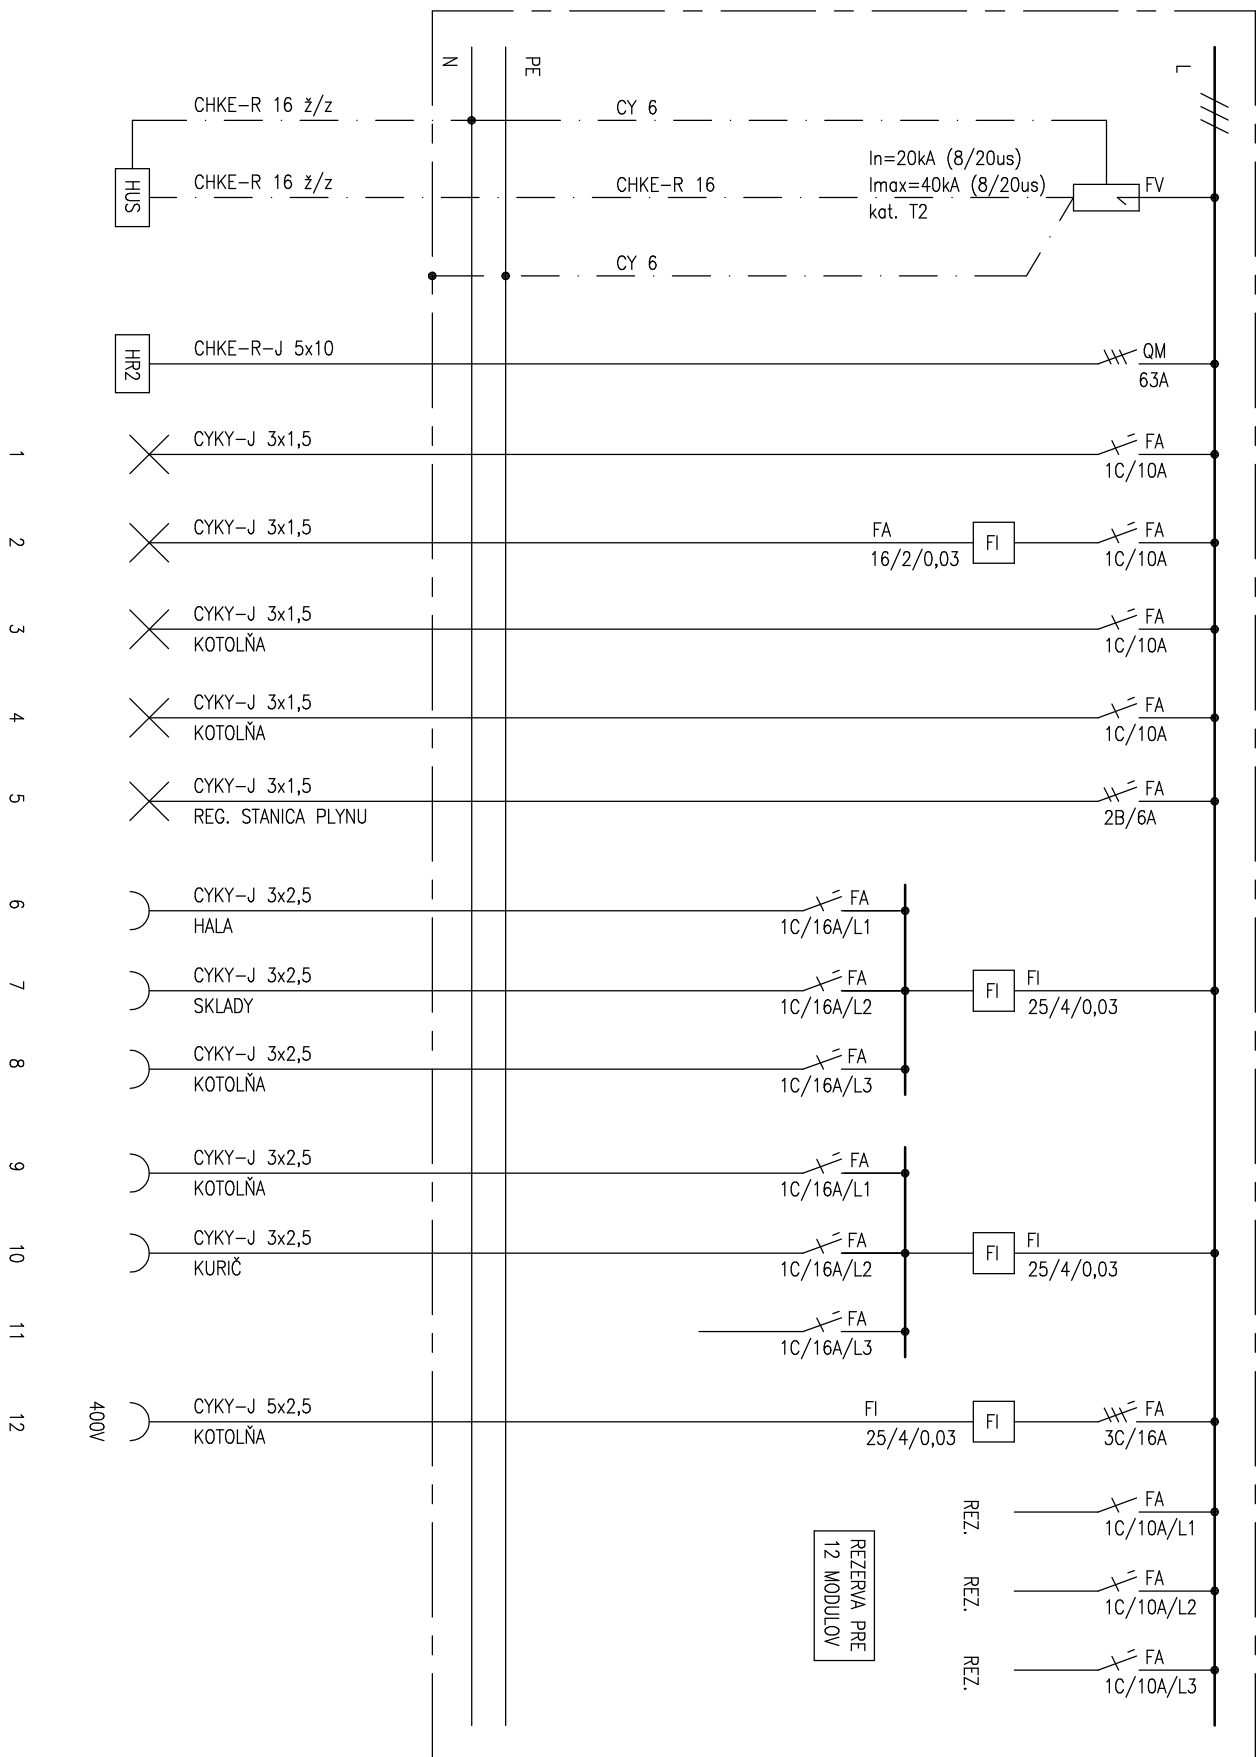 N
PE
L
CHKE-R 16 ž/z
CY 6
In=20kA (8/20us)
Imax=40kA (8/20us)
kat. T2
HUS
CHKE-R 16 ž/z
CHKE-R 16
FV
CY 6
HR2
CHKE-R-J 5x10
QM
63A
1
CYKY-J 3x1,5
FA
1C/10A
2
CYKY-J 3x1,5
FA
16/2/0,03
FI
FA
1C/10A
3
CYKY-J 3x1,5
KOTOLŇA
FA
1C/10A
4
CYKY-J 3x1,5
KOTOLŇA
FA
1C/10A
5
CYKY-J 3x1,5
REG. STANICA PLYNU
FA
2B/6A
6
CYKY-J 3x2,5
HALA
FA
1C/16A/L1
7
CYKY-J 3x2,5
SKLADY
FA
1C/16A/L2
FI
FI
25/4/0,03
8
CYKY-J 3x2,5
KOTOLŇA
FA
1C/16A/L3
9
CYKY-J 3x2,5
KOTOLŇA
FA
1C/16A/L1
10
CYKY-J 3x2,5
KURIČ
FA
1C/16A/L2
FI
FI
25/4/0,03
11
FA
1C/16A/L3
12
400V
CYKY-J 5x2,5
KOTOLŇA
FI
25/4/0,03
FI
FA
3C/16A
REZ.
FA
1C/10A/L1
REZERVA PRE
12 MODULOV
REZ.
FA
1C/10A/L2
REZ.
FA
1C/10A/L3